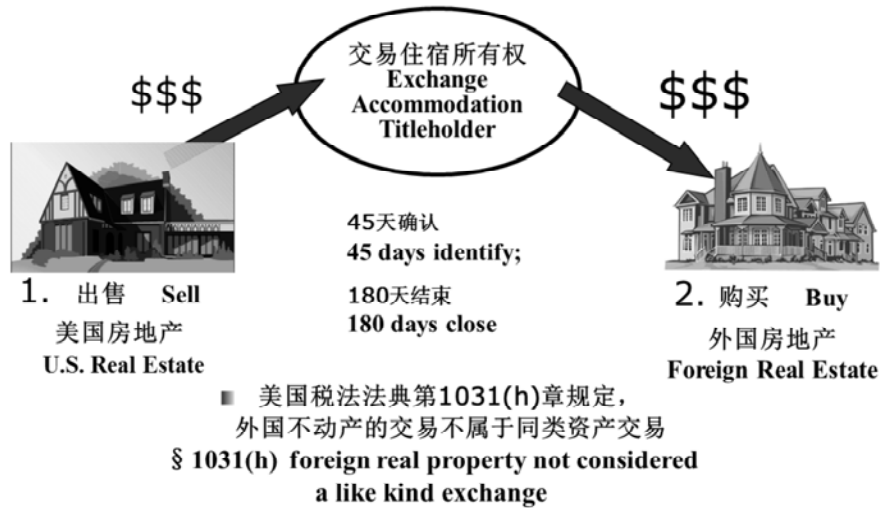 交易住宿所有权
Exchange
Accommodation
Titleholder
$$$
$$$
45天确认
45 days identify;
180天结束
180 days close
1. 出售 Sell
美国房地产
U.S. Real Estate
2. 购买 Buy
外国房地产
Foreign Real Estate
美国税法法典第1031(h)章规定，
外国不动产的交易不属于同类资产交易
§ 1031(h) foreign real property not considered
a like kind exchange